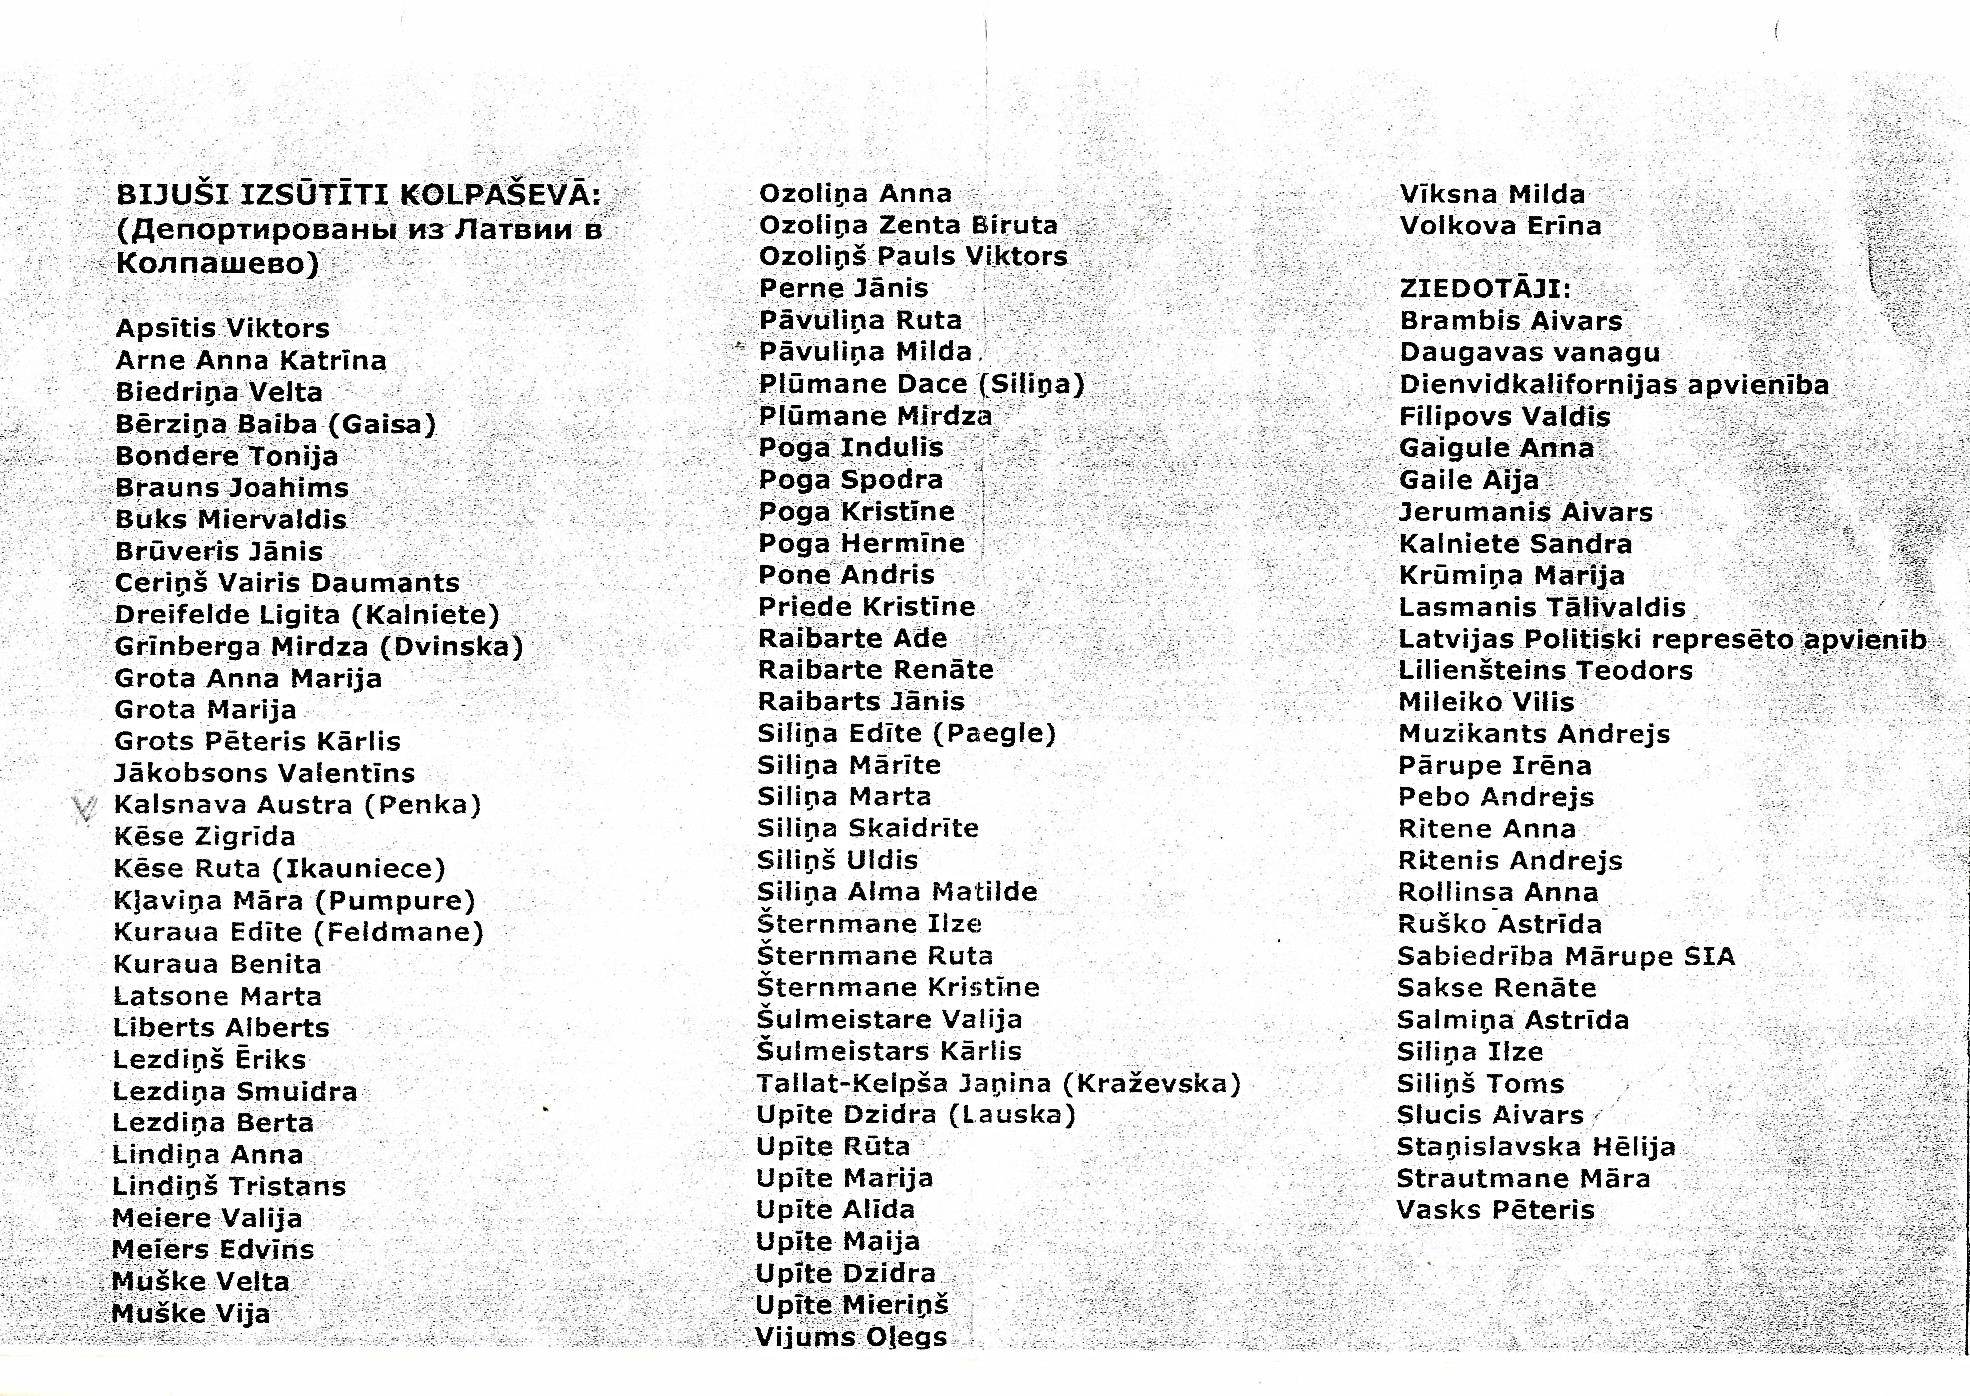 BIJUŠI IZSŪTĪTI KOLPAŠEVĀ:
(Депортированы из Латвии в
Колпашево)
Apsītis Viktors
Arne Anna Katrīna
Biedriņa Velta
Bērziņa Baiba (Gaisa)
Bondere Tonija
Brauns Joahims
Buks Miervaldis
Brūveris Jānis
Ceriņš Vairis Daumants
Dreifelde Ligita (Kalniete)
Grīnberga Mirdza (Dvinska)
Grota Anna Marija
Grota Marija
Grots Pēteris Kārlis
Jākobsons Valentīns
Kalsnava Austra (Penka)
Ķēse Zigrīda
Ķēse Ruta (Ikauniece)
Kļaviņa Māra (Pumpure)
Kuraua Edīte (Feldmane)
Kuraua Benita
Latsone Marta
Liberts Alberts
Lezdiņš Ēriks
Lezdiņa Smuidra
Lezdiņa Berta
Lindiņa Anna
Lindiņš Tristans
Meiere Valija
Meiers Edvīns
Muške Velta
Muške Vija
Ozoliņa Anna
Ozoliņa Zenta Biruta
Ozoliņš Pauls Viktors
Perne Jānis
Pāvuliņa Ruta
Pāvuliņa Milda
Plūmane Dace (Siliņa)
Plūmane Mirdza
Poga Indulis
Poga Spodra
Poga Kristīne
Poga Hermīne
Pone Andris
Priede Kristīne
Raibarte Ade
Raibarte Renāte
Raibarts Jānis
Siliņa Edīte (Paegle)
Siliņa Mārīte
Siliņa Marta
Siliņa Skaidrīte
Siliņš Uldis
Siliņa Alma Matilde
Šternmane Ilze
Šternmane Ruta
Šternmane Kristīne
Šulmeistare Valija
Šulmeistars Kārlis
Tallat-Kelpša Jaņina (Kraževska)
Upīte Dzidra (Lauska)
Upīte Rūta
Upīte Marija
Upīte Alīda
Upīte Maija
Upīte Dzidra
Upīte Mieriņš
Vijums Oļegs
Vīksna Milda
Volkova Erīna
ZIEDOTĀJI:
Brambis Aivars
Daugavas vanagu
Dienvidkalifornijas apvienība
Filipovs Valdis
Gaigule Anna
Gaile Aija
Jerumanis Aivars
Kalniete Sandra
Krūmiņa Marija
Lasmanis Tālivaldis
Latvijas Politiski represēto apvienīb
Lilienšteins Teodors
Mileiko Vilis
Muzikants Andrejs
Pārupe Irēna
Pebo Andrejs
Ritene Anna
Ritenis Andrejs
Rollinsa Anna
Ruško Astrīda
Sabiedrība Mārupe SIA
Sakse Renāte
Salmiņa Astrīda
Siliņa Ilze
Siliņš Toms
Slucis Aivars
Staņislavska Hēlija
Strautmane Māra
Vasks Pēteris